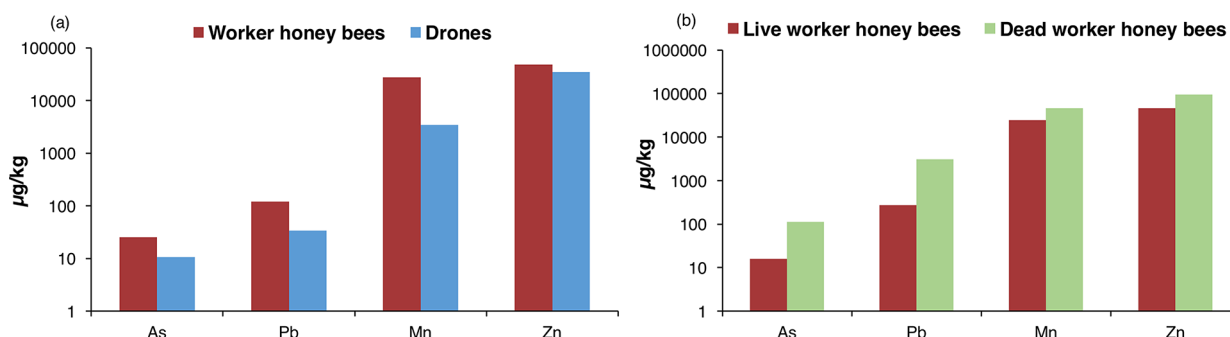 (a)
Worker honey bees Drones
100000
10000
1000
100
10
1
µg/kg
As Pb Mn Zn
(b)
Live worker honey bees Dead worker honey bees
1000000
100000
10000
1000
100
10
1
µg/kg
As Pb Mn Zn